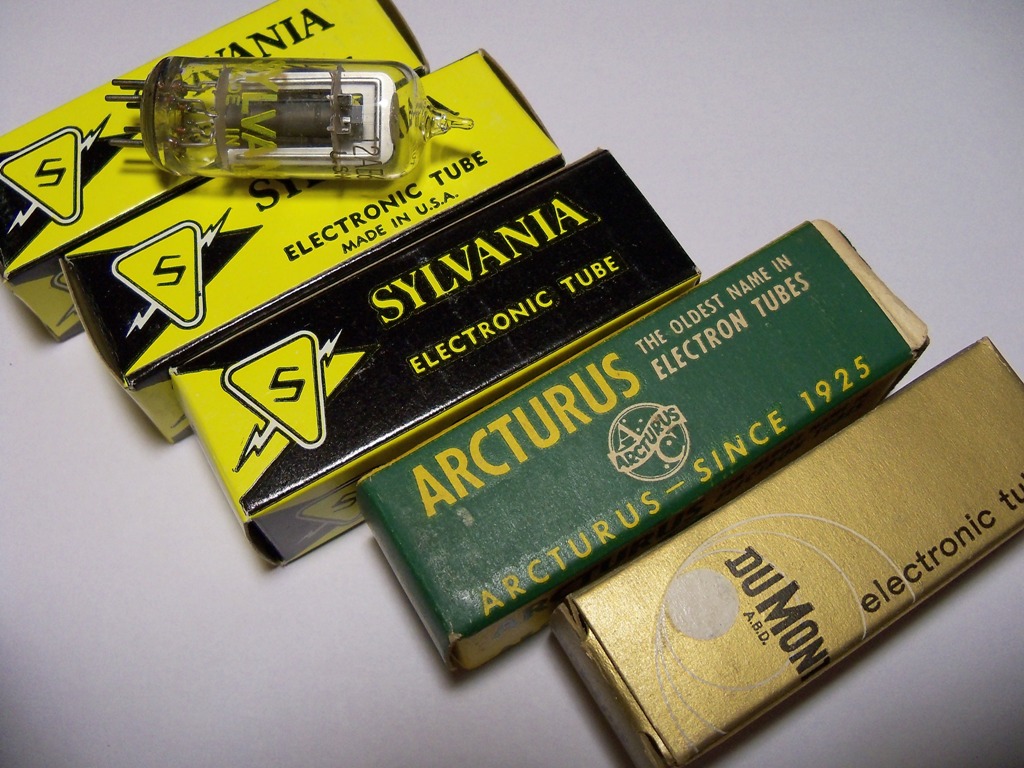 SYLVANIA
S
ELECTRONIC TUBE
MADE IN U.S.A.
S
SYLVANIA
ELECTRONIC TUBE
S
ARCTURUS
THE OLDEST NAME IN
ELECTRON TUBES
ARCTURUS
ARCTURUS — SINCE 1925
DUMONT
A.B.D.
electronic